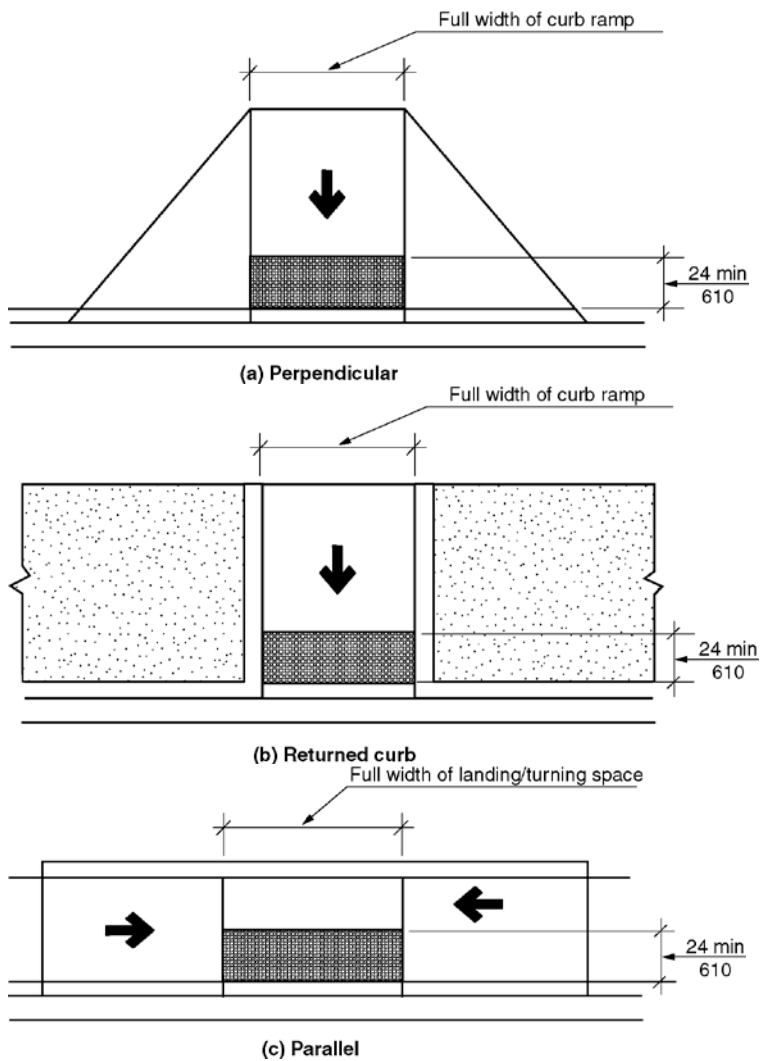 Full width of curb ramp
24 min
610
(a) Perpendicular
Full width of curb ramp
24 min
610
(b) Returned curb
Full width of landing/turning space
24 min
610
(c) Parallel